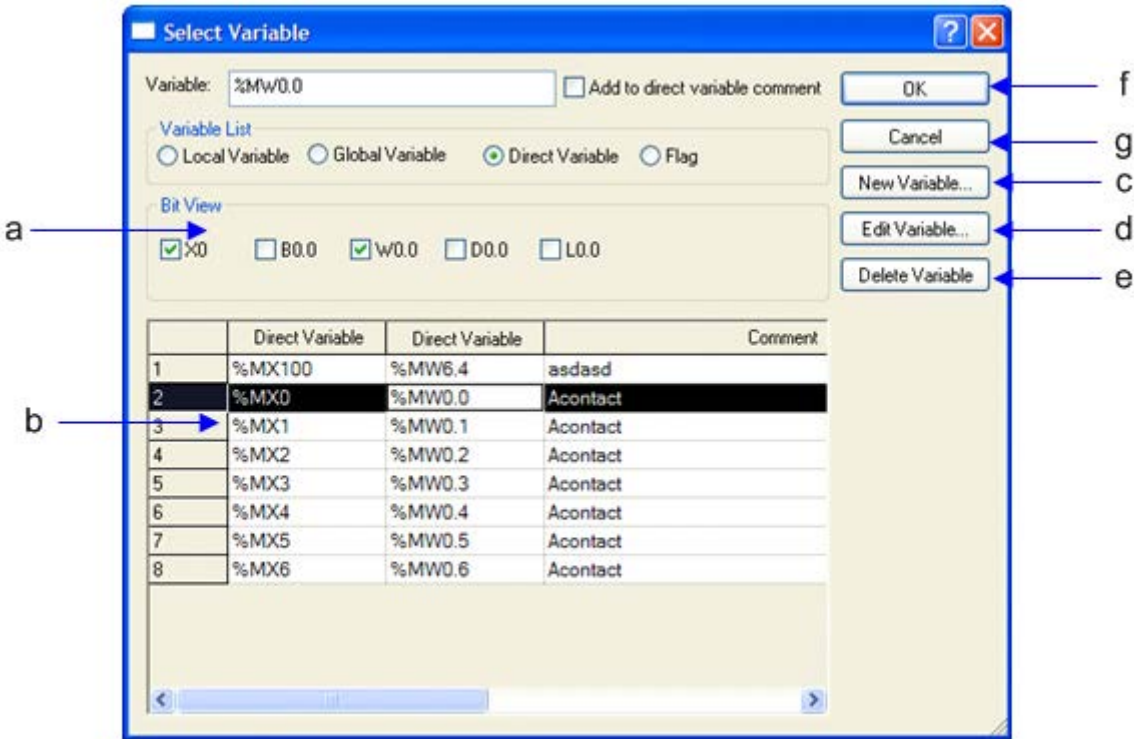 Select Variable
Variable: %MW0.0 Add to direct variable comment OK f
Variable List
Local Variable Global Variable Direct Variable Flag
Cancel g
New Variable... c
Bit View
a
Edit Variable... d
X0 B0.0 W0.0 D0.0 L0.0
Delete Variable e
Direct Variable Direct Variable Comment
1 %MX100 %MW6.4 asdasd
2 %MX0 %MW0.0 Acontact
b
3 %MX1 %MW0.1 Acontact
4 %MX2 %MW0.2 Acontact
5 %MX3 %MW0.3 Acontact
6 %MX4 %MW0.4 Acontact
7 %MX5 %MW0.5 Acontact
8 %MX6 %MW0.6 Acontact